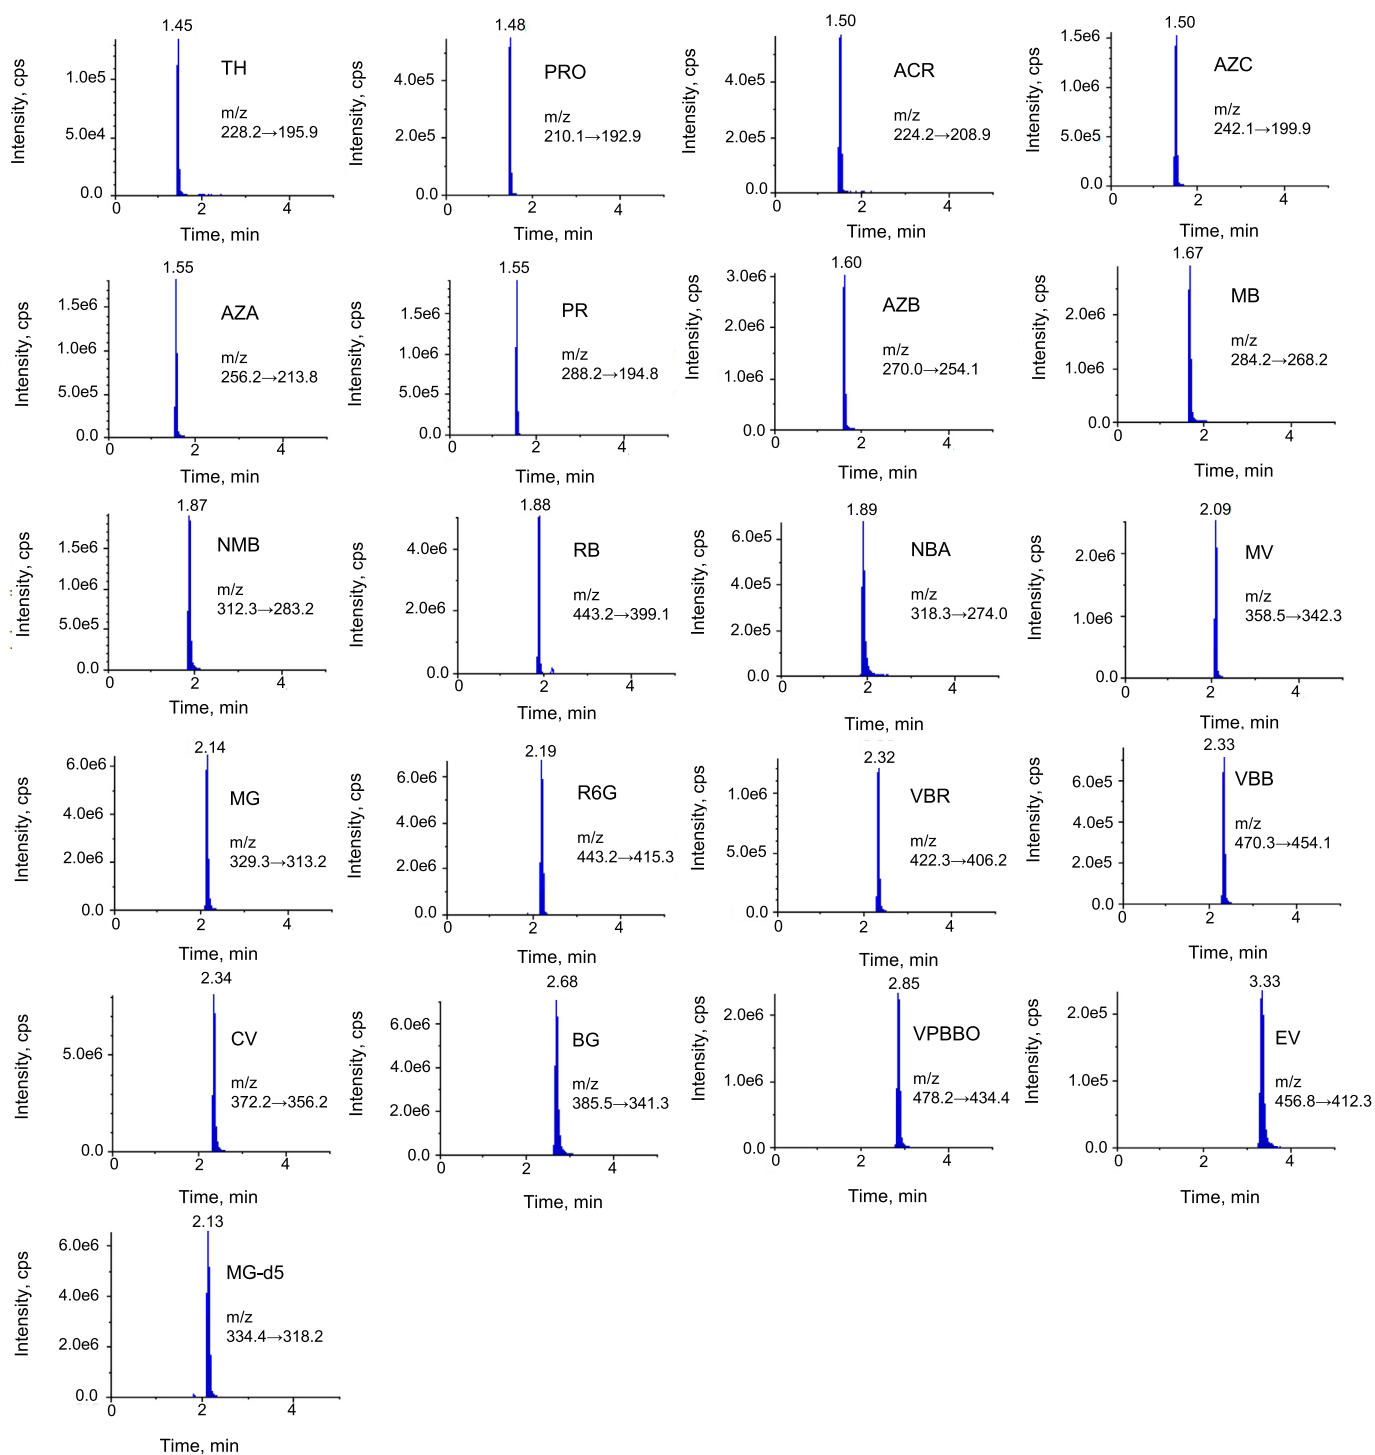 1.45
Intensity, cps
1.0e5
5.0e4
0.0
TH
m/z
228.2→195.9
0 2 4
Time, min
1.48
Intensity, cps
4.0e5
2.0e5
0.0
PRO
m/z
210.1→192.9
0 2 4
Time, min
1.50
Intensity, cps
4.0e5
2.0e5
0.0
ACR
m/z
224.2→208.9
0 2 4
Time, min
1.50
Intensity, cps
1.5e6
1.0e6
5.0e5
0.0
AZC
m/z
242.1→199.9
0 2 4
Time, min
1.55
Intensity, cps
1.5e6
1.0e6
5.0e5
0.0
AZA
m/z
256.2→213.8
0 2 4
Time, min
1.55
Intensity, cps
1.5e6
1.0e6
5.0e5
0.0
PR
m/z
288.2→194.8
0 2 4
Time, min
1.60
Intensity, cps
3.0e6
2.0e6
1.0e6
0.0
AZB
m/z
270.0→254.1
0 2 4
Time, min
1.67
Intensity, cps
2.0e6
1.0e6
0.0
MB
m/z
284.2→268.2
0 2 4
Time, min
1.87
Intensity, cps
1.5e6
1.0e6
5.0e5
0.0
NMB
m/z
312.3→283.2
0 2 4
Time, min
1.88
Intensity, cps
4.0e6
2.0e6
0.0
RB
m/z
443.2→399.1
0 2 4
Time, min
1.89
Intensity, cps
6.0e5
4.0e5
2.0e5
0.0
NBA
m/z
318.3→274.0
0 2 4
Time, min
2.09
Intensity, cps
2.0e6
1.0e6
0.0
MV
m/z
358.5→342.3
0 2 4
Time, min
2.14
Intensity, cps
6.0e6
4.0e6
2.0e6
0.0
MG
m/z
329.3→313.2
0 2 4
Time, min
2.19
Intensity, cps
6.0e6
4.0e6
2.0e6
0.0
R6G
m/z
443.2→415.3
0 2 4
Time, min
2.32
Intensity, cps
1.0e6
5.0e5
0.0
VBR
m/z
422.3→406.2
0 2 4
Time, min
2.33
Intensity, cps
6.0e5
4.0e5
2.0e5
0.0
VBB
m/z
470.3→454.1
0 2 4
Time, min
2.34
Intensity, cps
5.0e6
0.0
CV
m/z
372.2→356.2
0 2 4
Time, min
2.68
Intensity, cps
6.0e6
4.0e6
2.0e6
0.0
BG
m/z
385.5→341.3
0 2 4
Time, min
2.85
Intensity, cps
2.0e6
1.0e6
0.0
VPBBO
m/z
478.2→434.4
0 2 4
Time, min
3.33
Intensity, cps
2.0e5
1.0e5
0.0
EV
m/z
456.8→412.3
0 2 4
Time, min
2.13
Intensity, cps
6.0e6
4.0e6
2.0e6
0.0
MG-d5
m/z
334.4→318.2
0 2 4
Time, min